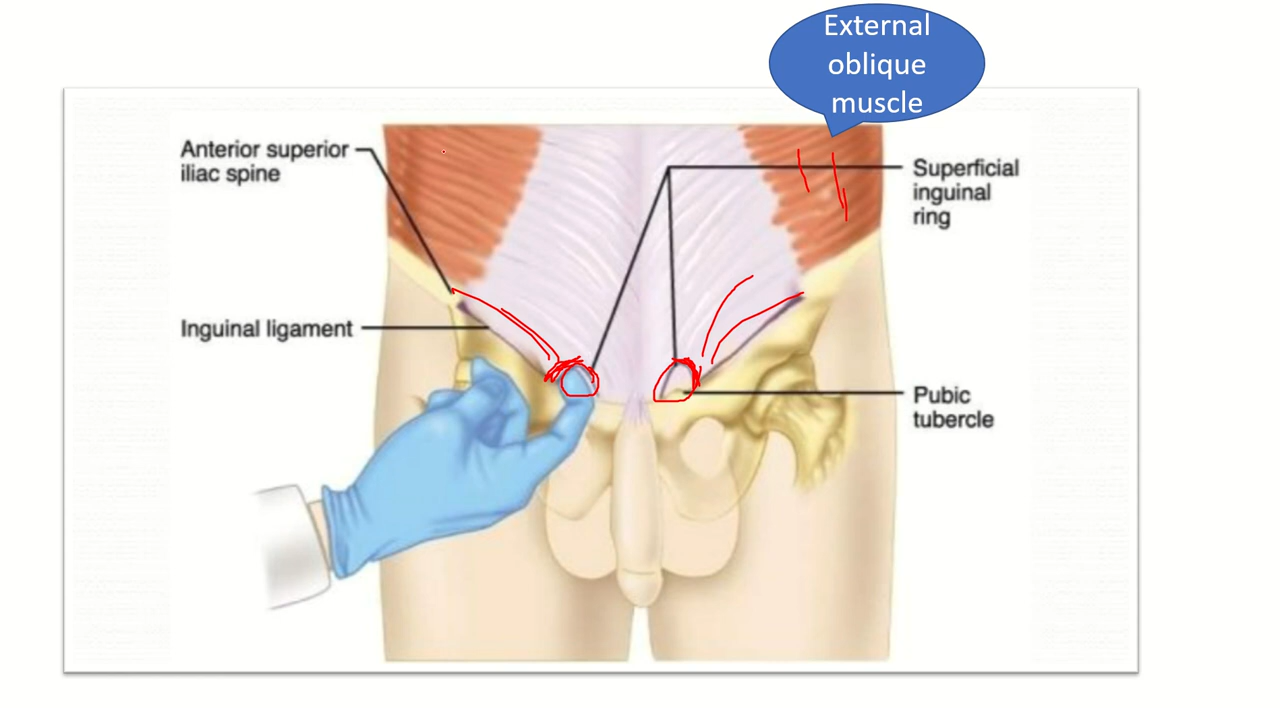 External
oblique
muscle
Anterior superior
iliac spine
Superficial
inguinal
ring
Inguinal ligament
Pubic
tubercle